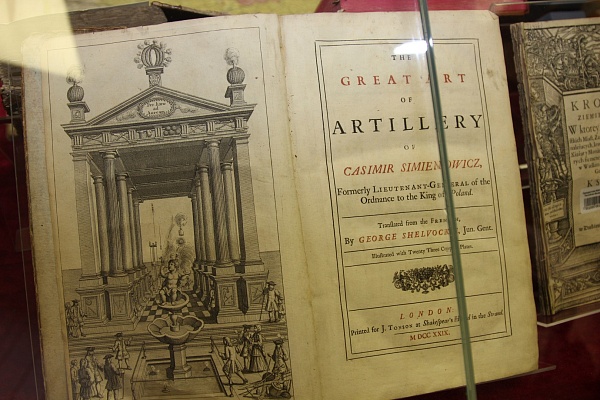 THE
GREAT ART
OF
ARTILLERY
OF
CASIMIR SIMIENOWICZ,
Formerly LIEUTENANT-GENERAL of the
Ordnance to the King of Poland.
Translated from the FRENCH,
By GEORGE SHELVOCKE, Jun. Gent.
Illustrated with Twenty Three Copper Plates.
LONDON
Printed for J. TONSON at Shakespear's Head in the Strand
MDCCXXIX.
KRO
ZIEMI
W ktorey